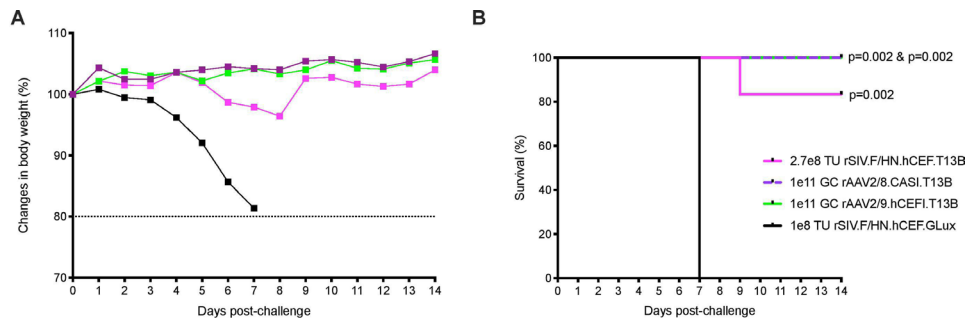 A
Changes in body weight (%)
110
100
90
80
70
0 1 2 3 4 5 6 7 8 9 10 11 12 13 14
Days post-challenge
B
Survival (%)
100
80
60
40
20
0
0 1 2 3 4 5 6 7 8 9 10 11 12 13 14
Days post-challenge
p=0.002 & p=0.002
p=0.002
2.7e8 TU rSIV.F/HN.hCEF.T13B
1e11 GC rAAV2/8.CASI.T13B
1e11 GC rAAV2/9.hCEFI.T13B
1e8 TU rSIV.F/HN.hCEF.GLux